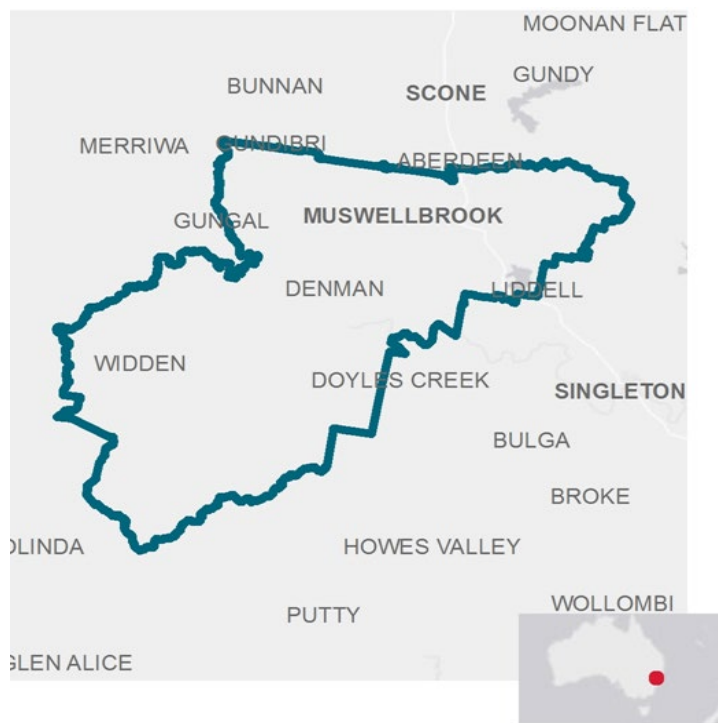 MOONAN FLAT
GUNDY
BUNNAN
SCONE
MERRIWA
GUNDIBRI
ABERDEEN
GUNGAL
MUSWELLBROOK
DENMAN
LIDDELL
WIDDEN
DOYLES CREEK
SINGLETON
BULGA
BROKE
OLINDA
HOWES VALLEY
WOLLOMBI
PUTTY
GLEN ALICE